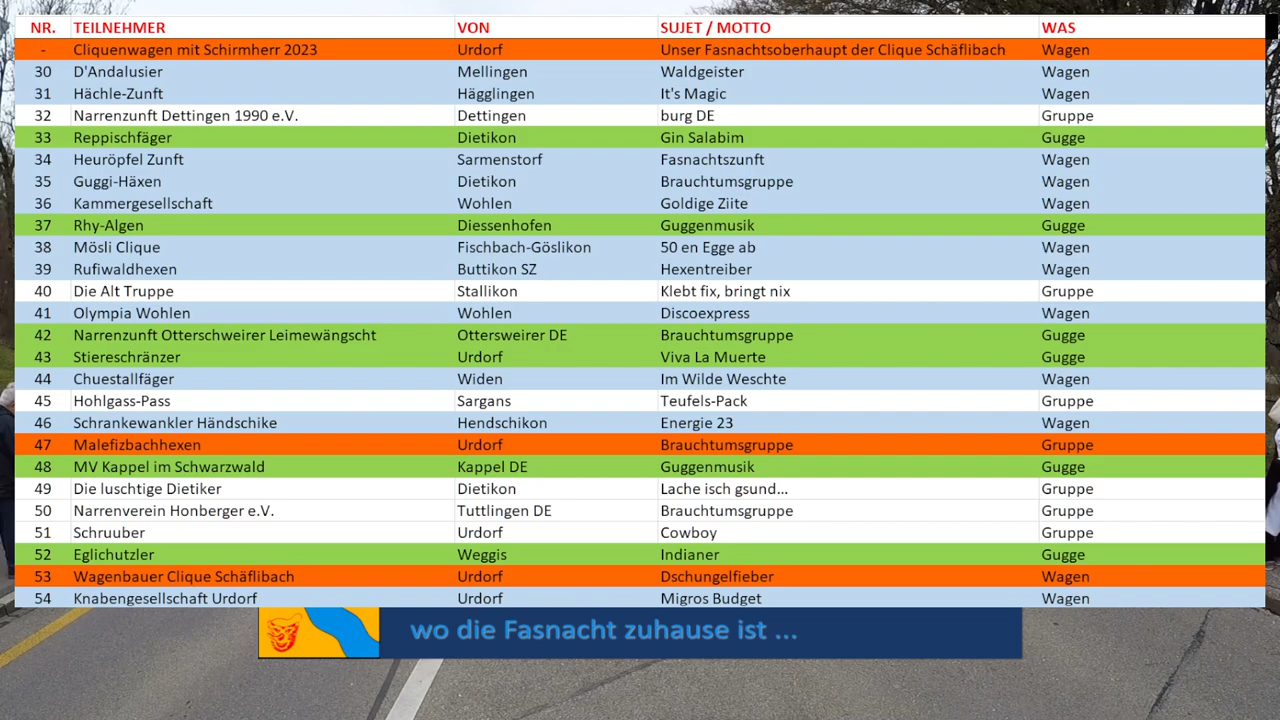 NR. TEILNEHMER VON SUJET / MOTTO WAS
- Cliquenwagen mit Schirmherr 2023 Urdorf Unser Fasnachtsoberhaupt der Clique Schäflibach Wagen
30 D'Andalusier Mellingen Waldgeister Wagen
31 Hächle-Zunft Hägglingen It's Magic Wagen
32 Narrenzunft Dettingen 1990 e.V. Dettingen burg DE Gruppe
33 Reppischfäger Dietikon Gin Salabim Gugge
34 Heuröpfel Zunft Sarmenstorf Fasnachtszunft Wagen
35 Guggi-Häxen Dietikon Brauchtumsgruppe Wagen
36 Kammergesellschaft Wohlen Goldige Ziite Wagen
37 Rhy-Algen Diessenhofen Guggenmusik Gugge
38 Mösli Clique Fischbach-Göslikon 50 en Egge ab Wagen
39 Rufiwaldhexen Buttikon SZ Hexentreiber Wagen
40 Die Alt Truppe Stallikon Klebt fix, bringt nix Gruppe
41 Olympia Wohlen Wohlen Discoexpress Wagen
42 Narrenzunft Otterschweirer Leimewängscht Ottersweirer DE Brauchtumsgruppe Gugge
43 Stiereschränzer Urdorf Viva La Muerte Gugge
44 Chuestallfäger Widen Im Wilde Weschte Wagen
45 Hohlgass-Pass Sargans Teufels-Pack Gruppe
46 Schrankewankler Händschike Hendschikon Energie 23 Wagen
47 Malefizbachhexen Urdorf Brauchtumsgruppe Gruppe
48 MV Kappel im Schwarzwald Kappel DE Guggenmusik Gugge
49 Die luschtige Dietiker Dietikon Lache isch gsund... Gruppe
50 Narrenverein Honberger e.V. Tuttlingen DE Brauchtumsgruppe Gruppe
51 Schruuber Urdorf Cowboy Gruppe
52 Eglichutzler Weggis Indianer Gugge
53 Wagenbauer Clique Schäflibach Urdorf Dschungelfieber Wagen
54 Knabengesellschaft Urdorf Urdorf Migros Budget Wagen
wo die Fasnacht zuhause ist ...